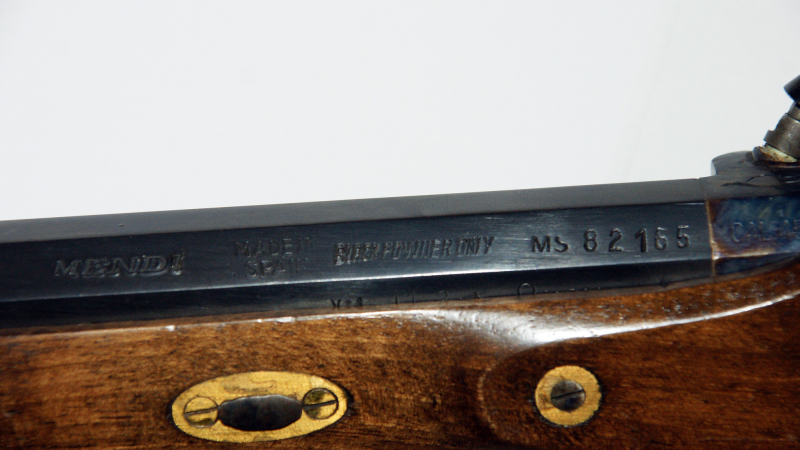 MENDI
MADE IN
SPAIN
BLACK POWDER ONLY
MS 82165